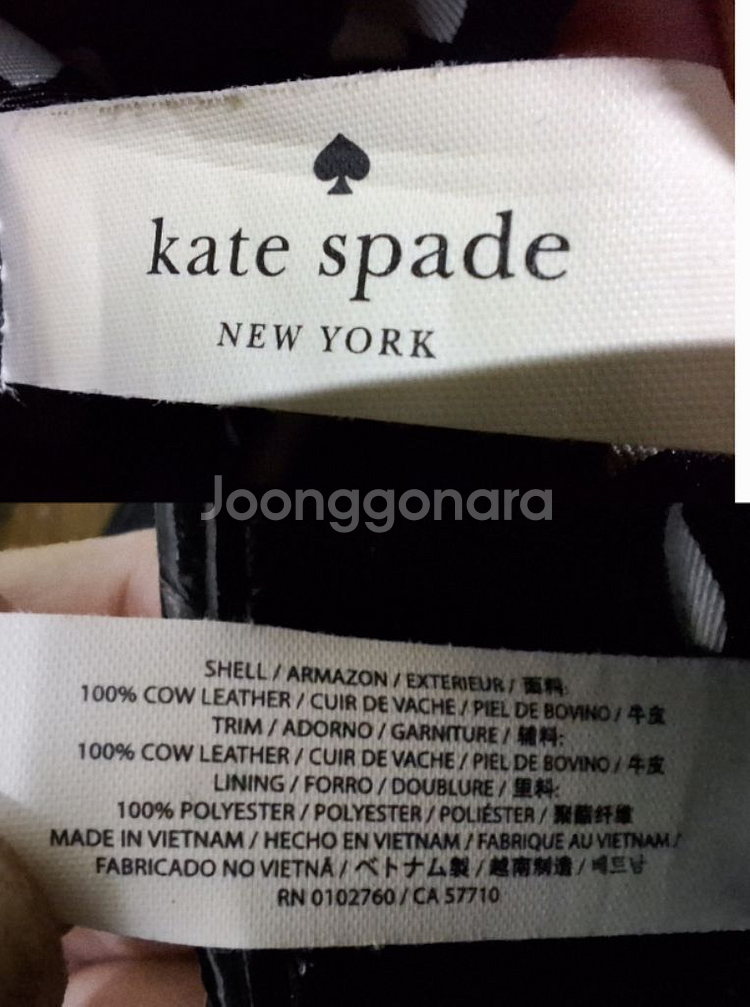 kate spade
NEW YORK
Joonggonara
SHELL / ARMAZON / EXTERIEUR / 面料:
100% COW LEATHER / CUIR DE VACHE / PIEL DE BOVINO / 牛皮
TRIM / ADORNO / GARNITURE / 辅料:
100% COW LEATHER / CUIR DE VACHE / PIEL DE BOVINO / 牛皮
LINING / FORRO / DOUBLURE / 里料:
100% POLYESTER / POLYESTER / POLIÉSTER / 聚酯纤维
MADE IN VIETNAM / HECHO EN VIETNAM / FABRIQUE AU VIETNAM /
FABRICADO NO VIETNÃ / ベトナム製 / 越南制造 / 베트남
RN 0102760 / CA 57710